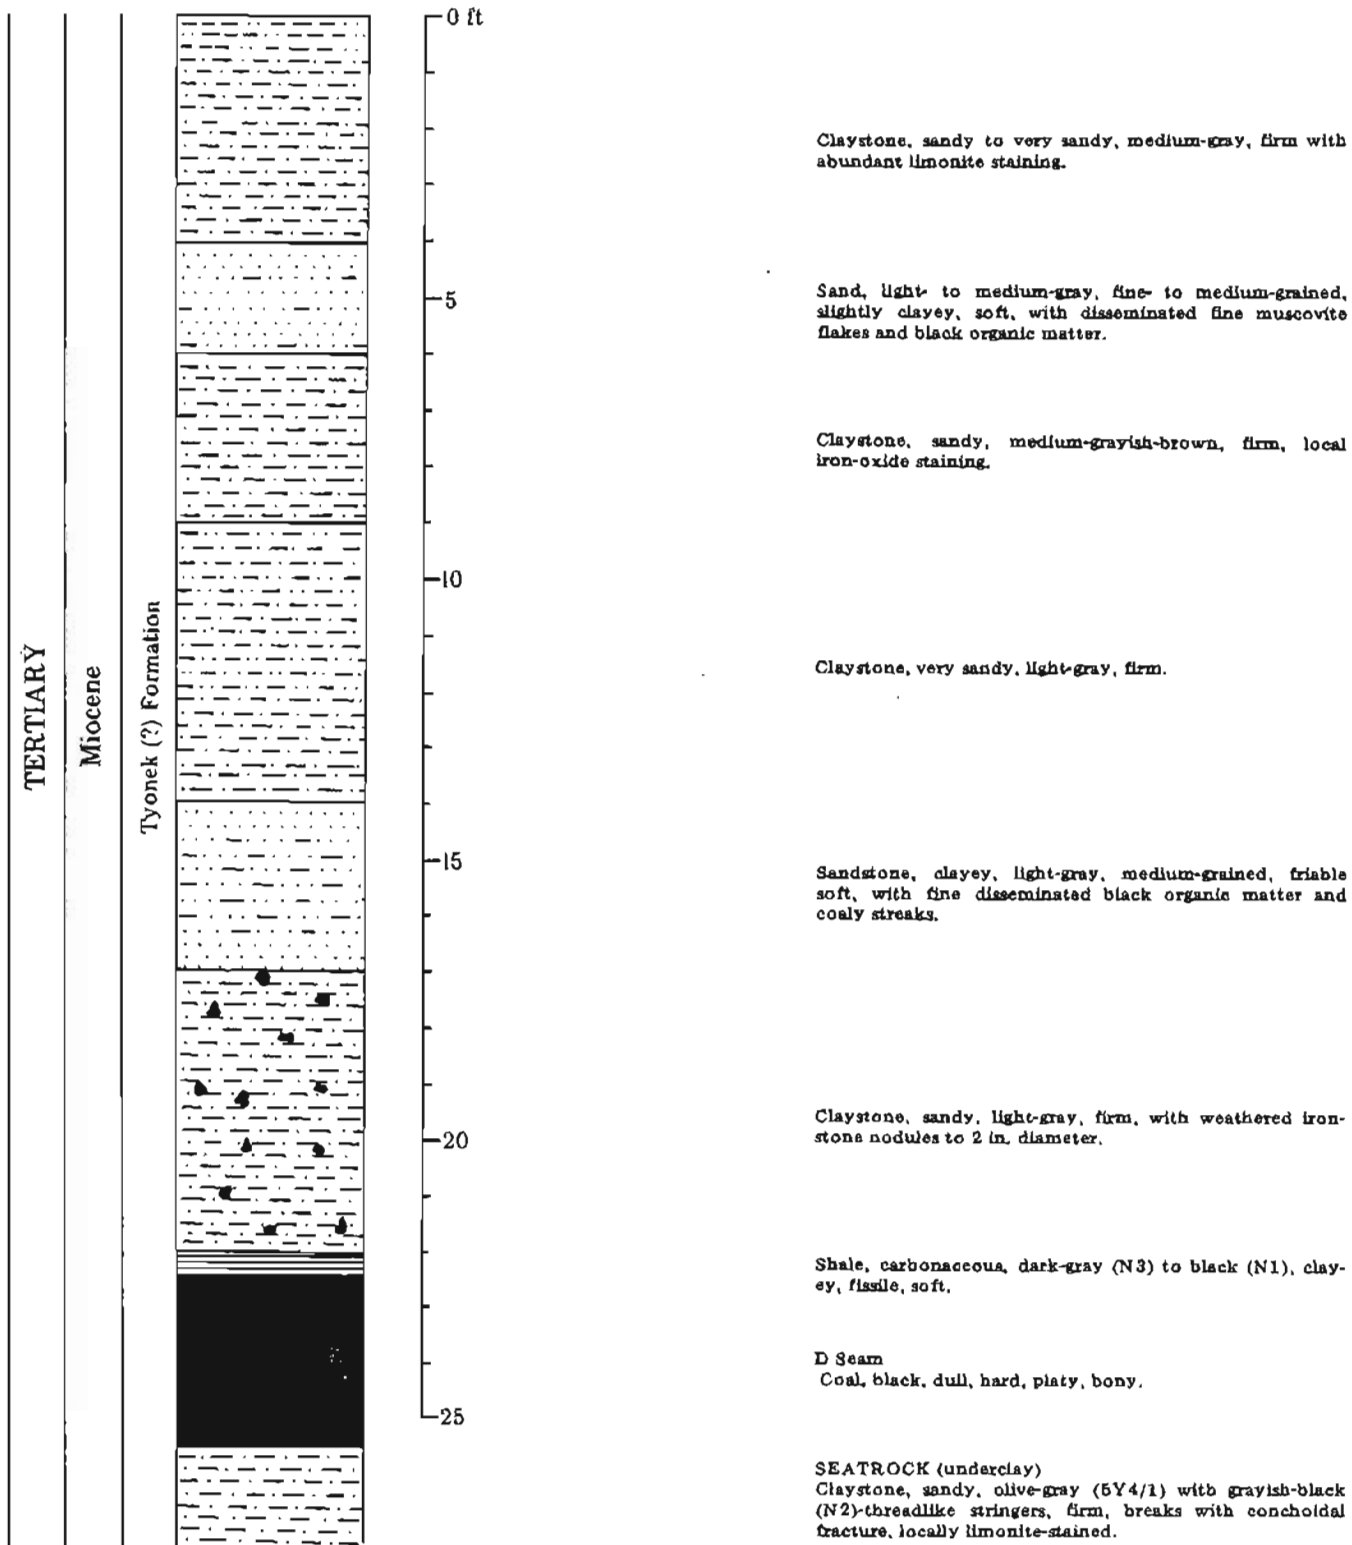 0 ft
Claystone, sandy to very sandy, medium-gray, firm with
abundant limonite staining.
5
Sand, light- to medium-gray, fine- to medium-grained,
slightly clayey, soft, with disseminated fine muscovite
flakes and black organic matter.
Claystone, sandy, medium-grayish-brown, firm, local
iron-oxide staining.
10
TERTIARY
Miocene
Tyonek (?) Formation
Claystone, very sandy, light-gray, firm.
15
Sandstone, clayey, light-gray, medium-grained, friable
soft, with fine disseminated black organic matter and
coaly streaks.
20
Claystone, sandy, light-gray, firm, with weathered iron-
stone nodules to 2 in. diameter.
Shale, carbonaceous, dark-gray (N3) to black (N1), clay-
ey, fissile, soft.
D Seam
Coal, black, dull, hard, platy, bony.
25
SEATROCK (underclay)
Claystone, sandy, olive-gray (5Y4/1) with grayish-black
(N2)-threadlike stringers, firm, breaks with conchoidal
fracture, locally limonite-stained.